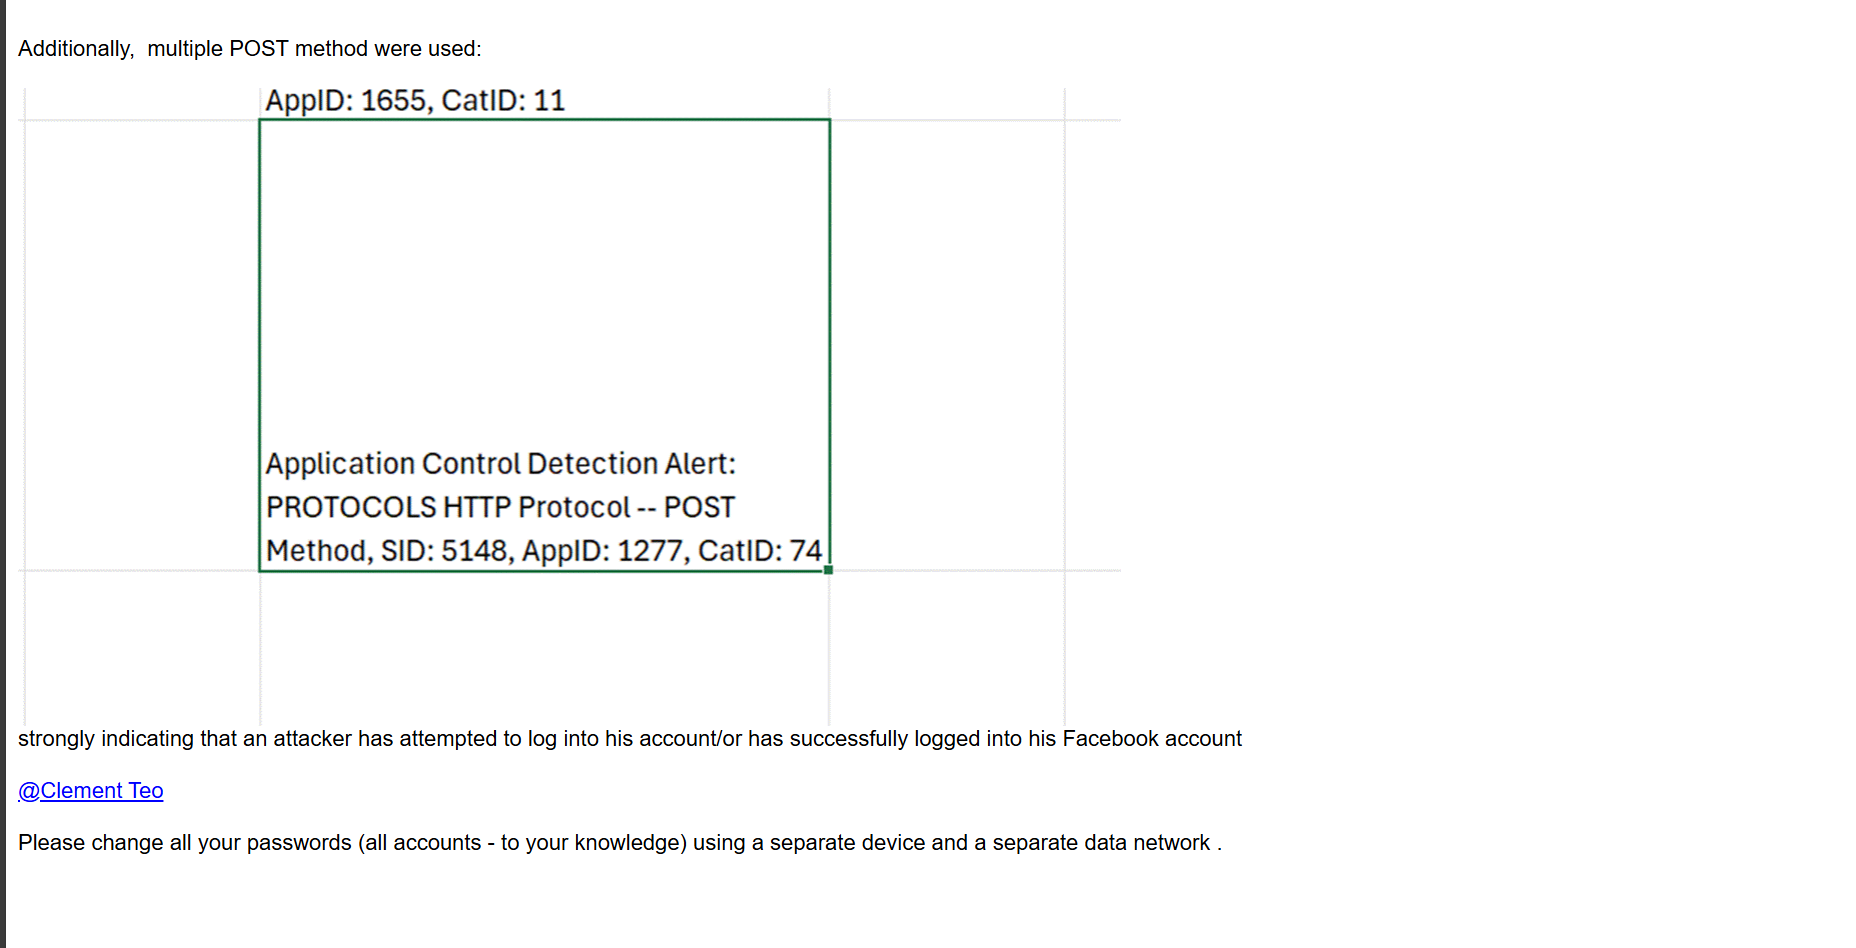 Additionally,  multiple POST method were used:
AppID: 1655, CatID: 11
Application Control Detection Alert:
PROTOCOLS HTTP Protocol -- POST
Method, SID: 5148, AppID: 1277, CatID: 74
strongly indicating that an attacker has attempted to log into his account/or has successfully logged into his Facebook account
@Clement Teo
Please change all your passwords (all accounts - to your knowledge) using a separate device and a separate data network .